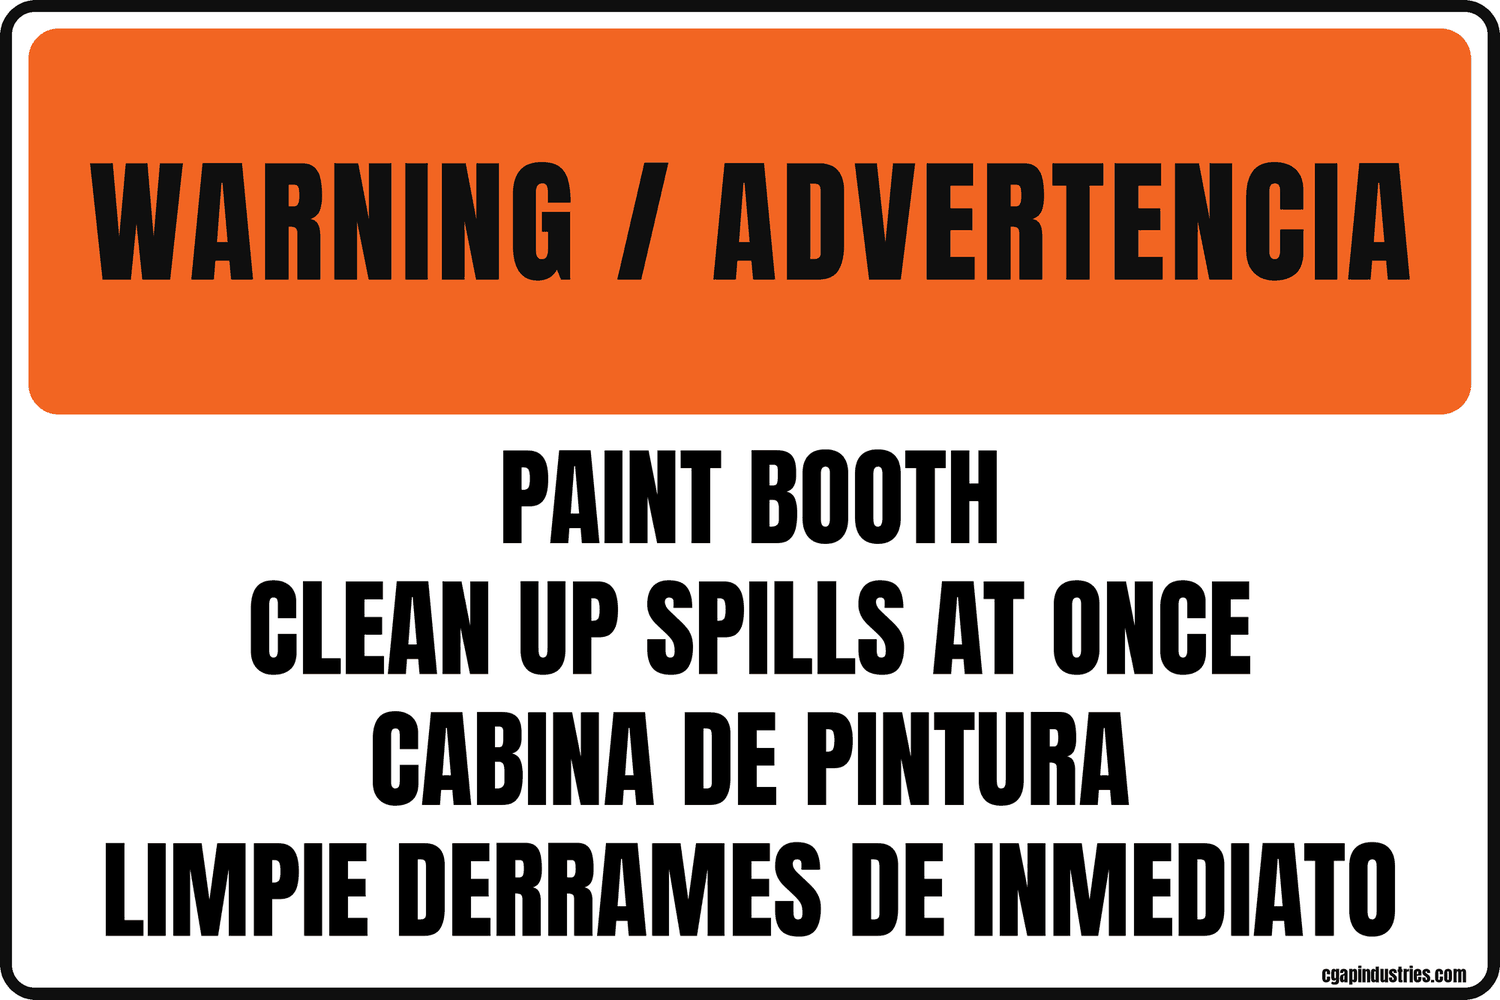 WARNING / ADVERTENCIA
PAINT BOOTH
CLEAN UP SPILLS AT ONCE
CABINA DE PINTURA
LIMPIE DERRAMES DE INMEDIATO
cgapindustries.com